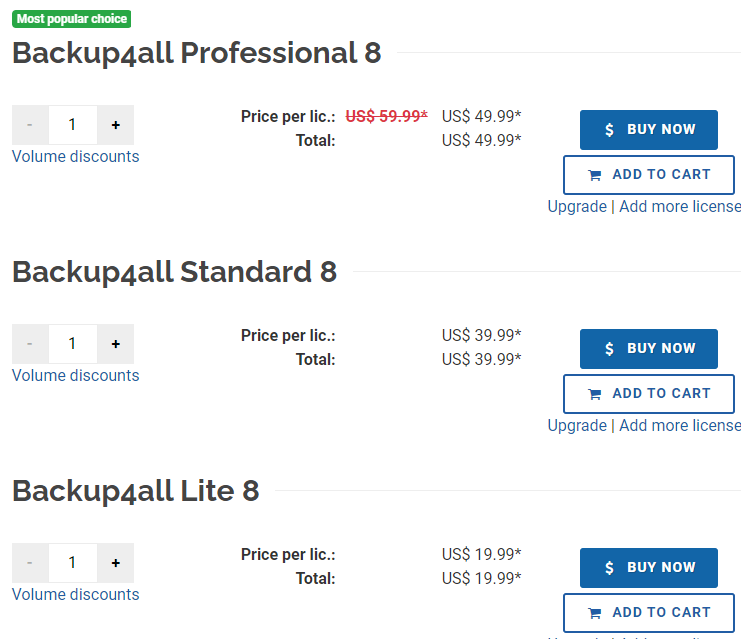 Most popular choice
Backup4all Professional 8
- 1 +
Price per lic.: US$ 59.99* US$ 49.99*
Total: US$ 49.99*
$ BUY NOW
Volume discounts
ADD TO CART
Upgrade | Add more license
Backup4all Standard 8
- 1 +
Price per lic.: US$ 39.99*
Total: US$ 39.99*
$ BUY NOW
Volume discounts
ADD TO CART
Upgrade | Add more license
Backup4all Lite 8
- 1 +
Price per lic.: US$ 19.99*
Total: US$ 19.99*
$ BUY NOW
Volume discounts
ADD TO CART